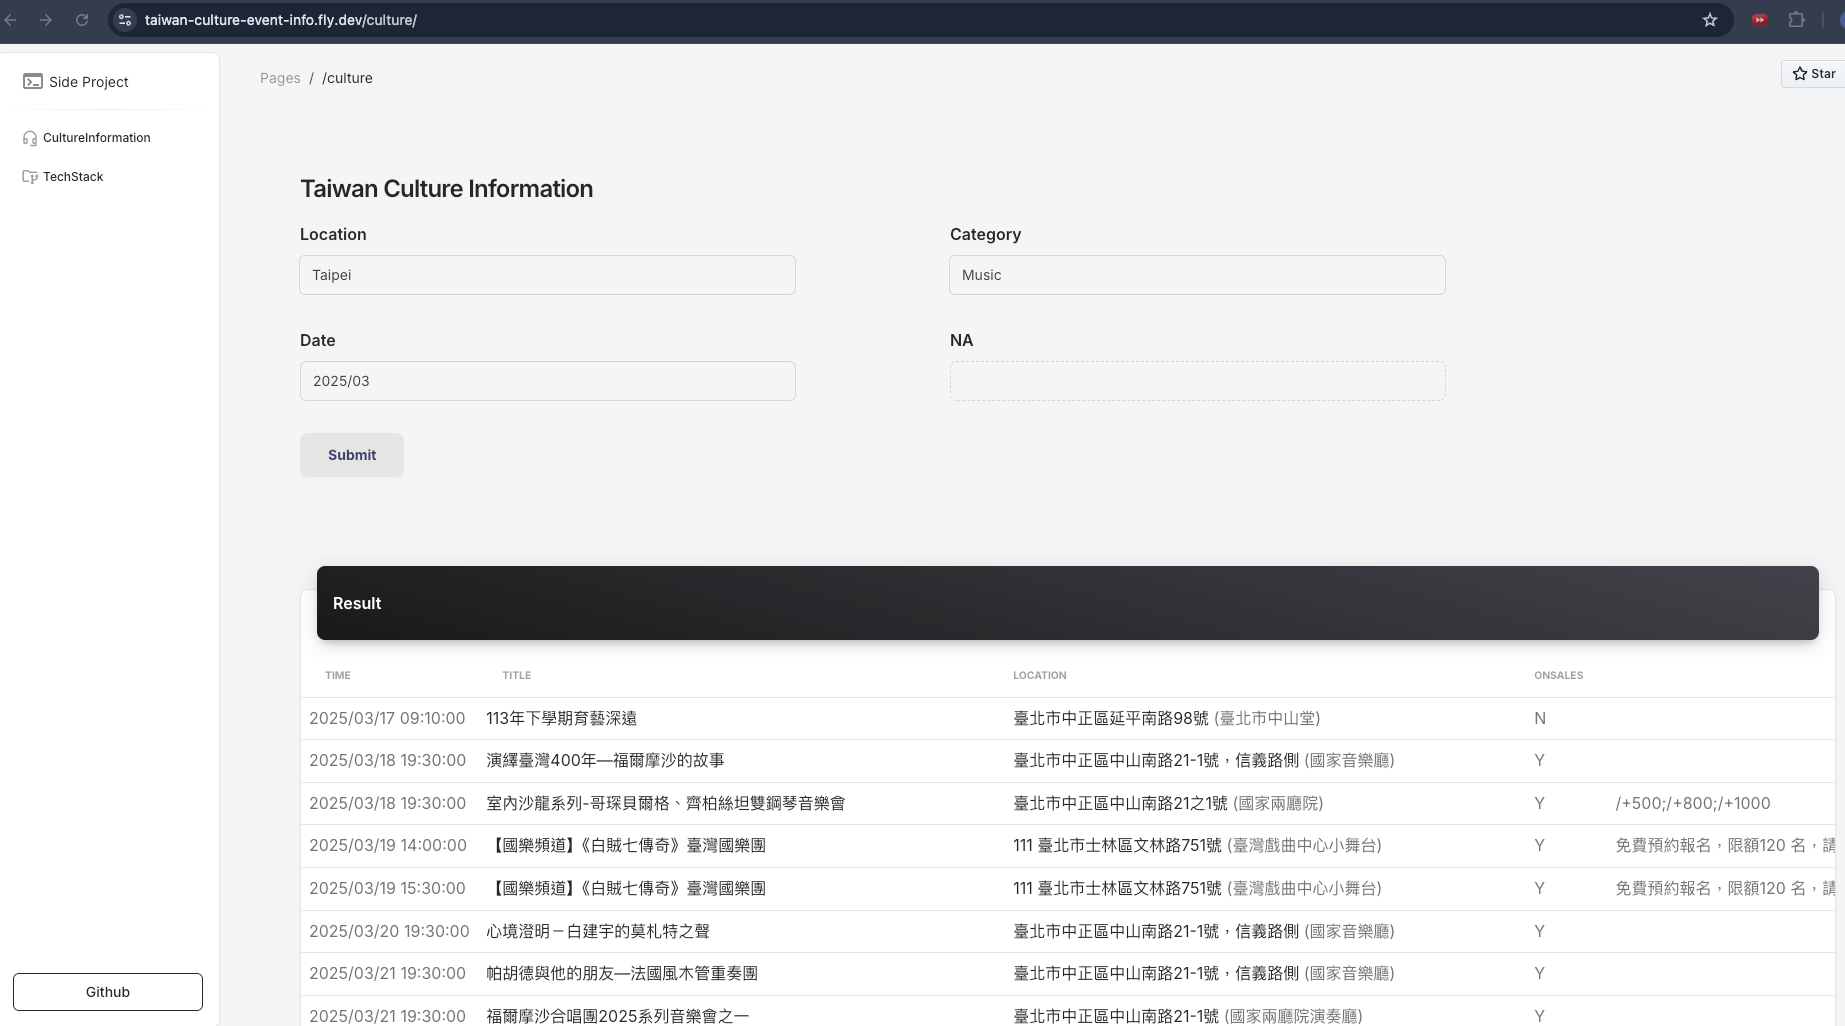 taiwan-culture-event-info.fly.dev/culture/
Side Project
CultureInformation
TechStack
Github
Pages / /culture
Star
Taiwan Culture Information
Location
Category
Taipei
Music
Date
NA
2025/03
Submit
Result
TIME TITLE LOCATION ONSALES
2025/03/17 09:10:00 113年下學期育藝深遠 臺北市中正區延平南路98號 (臺北市中山堂) N
2025/03/18 19:30:00 演繹臺灣400年—福爾摩沙的故事 臺北市中正區中山南路21-1號，信義路側 (國家音樂廳) Y
2025/03/18 19:30:00 室內沙龍系列-哥琛貝爾格、齊柏絲坦雙鋼琴音樂會 臺北市中正區中山南路21之1號 (國家兩廳院) Y /+500;/+800;/+1000
2025/03/19 14:00:00 【國樂頻道】《白賊七傳奇》臺灣國樂團 111 臺北市士林區文林路751號 (臺灣戲曲中心小舞台) Y 免費預約報名，限額120 名，請
2025/03/19 15:30:00 【國樂頻道】《白賊七傳奇》臺灣國樂團 111 臺北市士林區文林路751號 (臺灣戲曲中心小舞台) Y 免費預約報名，限額120 名，請
2025/03/20 19:30:00 心境澄明－白建宇的莫札特之聲 臺北市中正區中山南路21-1號，信義路側 (國家音樂廳) Y
2025/03/21 19:30:00 帕胡德與他的朋友—法國風木管重奏團 臺北市中正區中山南路21-1號，信義路側 (國家音樂廳) Y
2025/03/21 19:30:00 福爾摩沙合唱團2025系列音樂會之一 臺北市中正區中山南路21-1號 (國家兩廳院演奏廳) Y